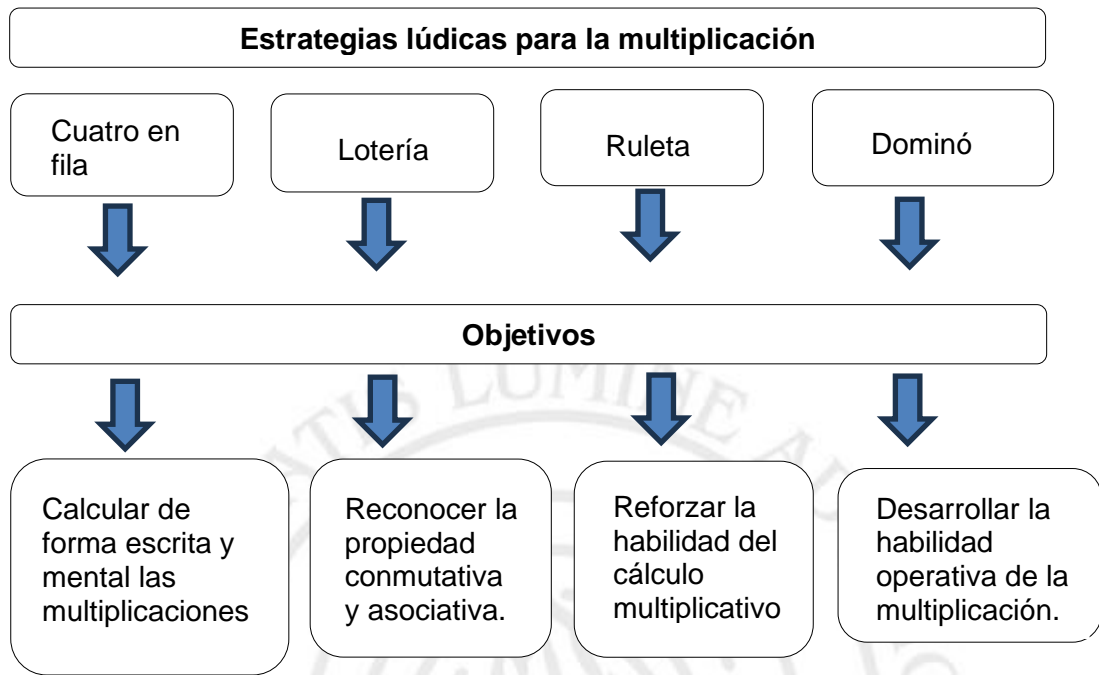 Estrategias lúdicas para la multiplicación
Cuatro en
fila
Lotería
Ruleta
Dominó
Objetivos
Calcular de
forma escrita y
mental las
multiplicaciones
Reconocer la
propiedad
conmutativa
y asociativa.
Reforzar la
habilidad del
cálculo
multiplicativo
Desarrollar la
habilidad
operativa de la
multiplicación.